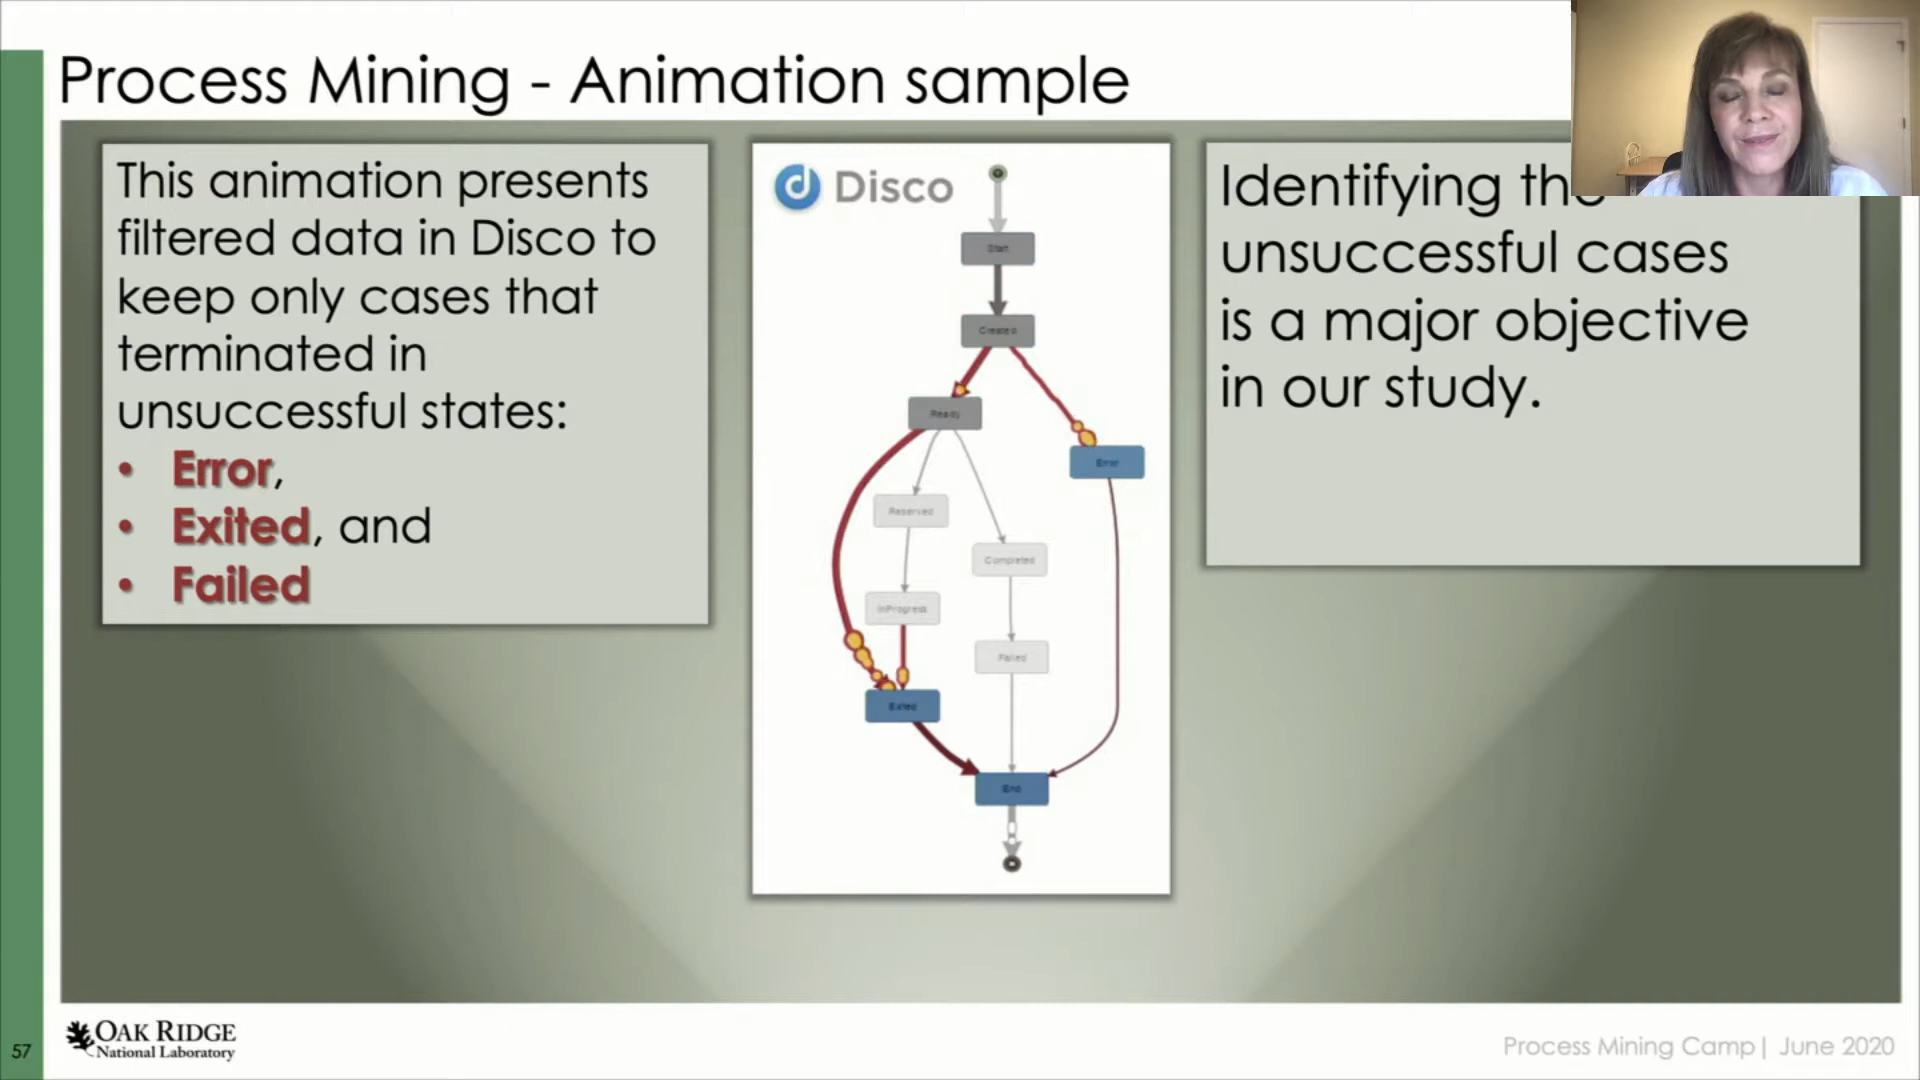 Process Mining - Animation sample
This animation presents
filtered data in Disco to
keep only cases that
terminated in
unsuccessful states:
• Error,
• Exited, and
• Failed
Disco
Start
Created
Ready
Error
Reserved
Completed
InProgress
Failed
Exited
End
Identifying
unsuccessful cases
is a major objective
in our study.
57
OAK RIDGE
National Laboratory
Process Mining Camp| June 2020